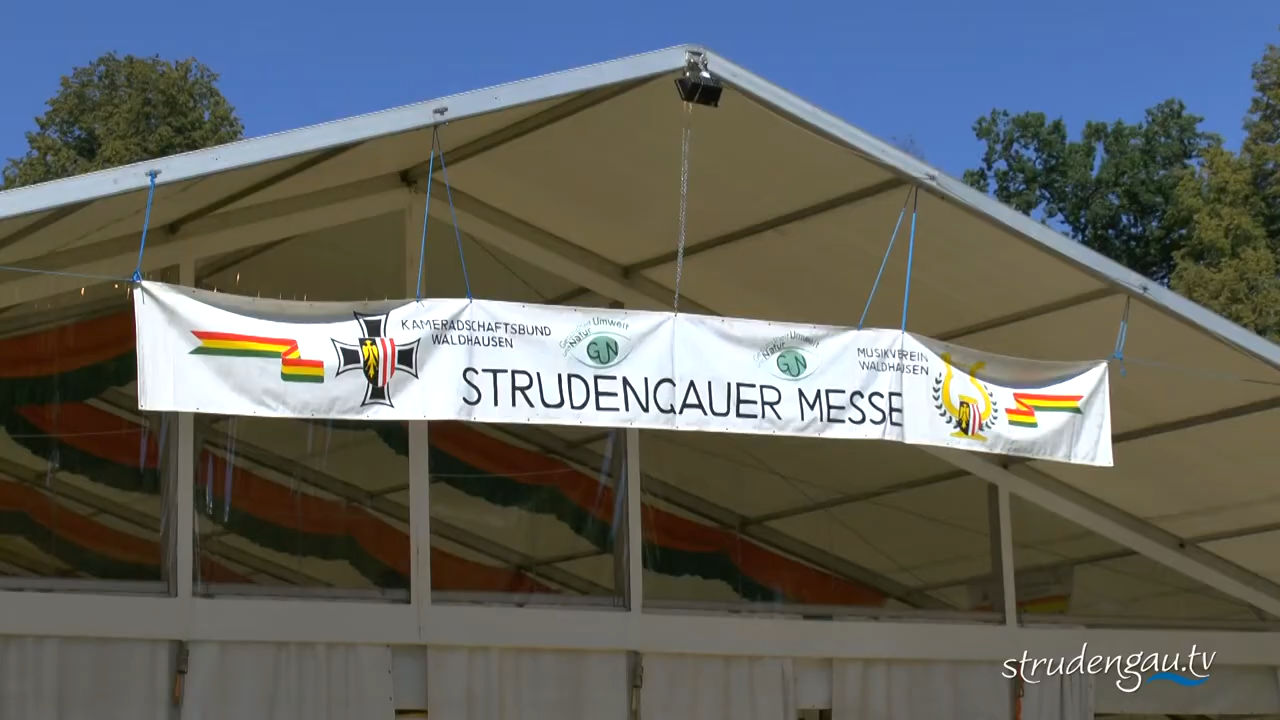 KAMERADSCHAFTSBUND
WALDHAUSEN
Natur Umwelt
GUN
Natur Umwelt
GUN
MUSIKVEREIN
WALDHAUSEN
STRUDENGAUER MESSE
strudengau.tv